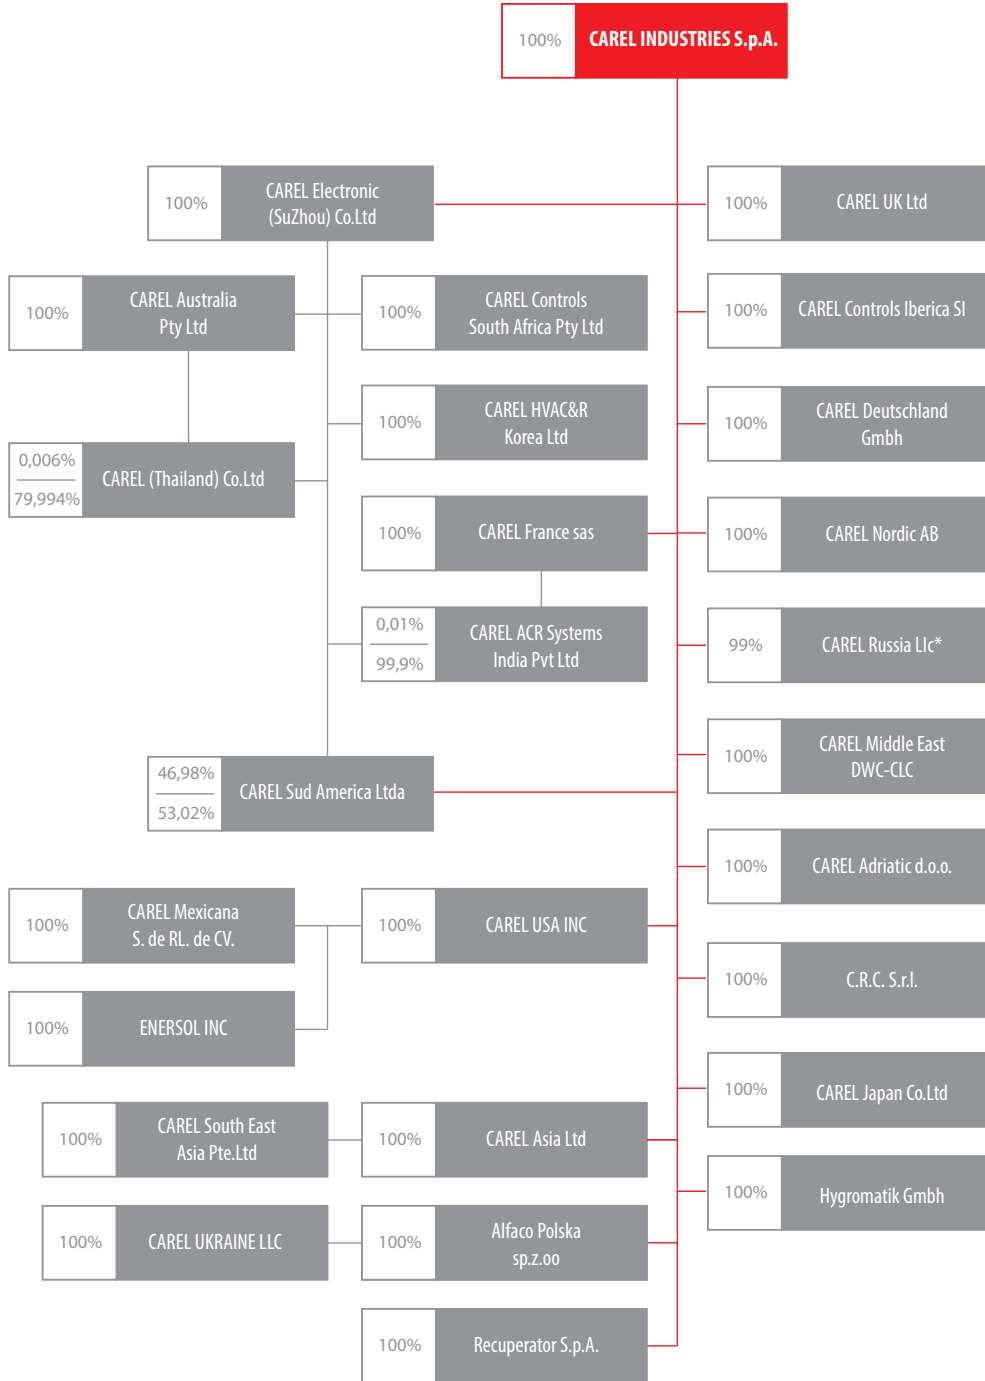 100%
CAREL INDUSTRIES S.p.A.
100%
CAREL Electronic
(SuZhou) Co.Ltd
100%
CAREL UK Ltd
100%
CAREL Australia
Pty Ltd
100%
CAREL Controls
South Africa Pty Ltd
100%
CAREL Controls Iberica SI
100%
CAREL HVAC&R
Korea Ltd
100%
CAREL Deutschland
Gmbh
0,006%
79,994%
CAREL (Thailand) Co.Ltd
100%
CAREL France sas
100%
CAREL Nordic AB
0,01%
99,9%
CAREL ACR Systems
India Pvt Ltd
99%
CAREL Russia Llc*
46,98%
53,02%
CAREL Sud America Ltda
100%
CAREL Middle East
DWC-CLC
100%
CAREL Adriatic d.o.o.
100%
CAREL Mexicana
S. de RL. de CV.
100%
CAREL USA INC
100%
C.R.C. S.r.l.
100%
ENERSOL INC
100%
CAREL Japan Co.Ltd
100%
CAREL South East
Asia Pte.Ltd
100%
CAREL Asia Ltd
100%
Hygromatik Gmbh
100%
CAREL UKRAINE LLC
100%
Alfaco Polska
sp.z.oo
100%
Recuperator S.p.A.